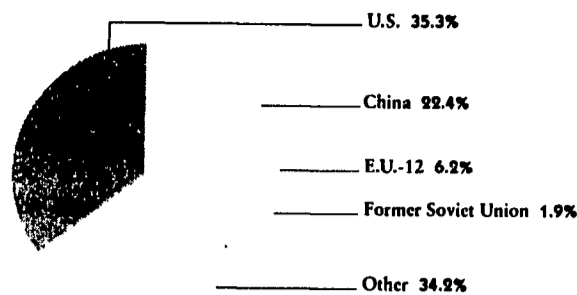 U.S. 35.3%
China 22.4%
E.U.-12 6.2%
Former Soviet Union 1.9%
Other 34.2%